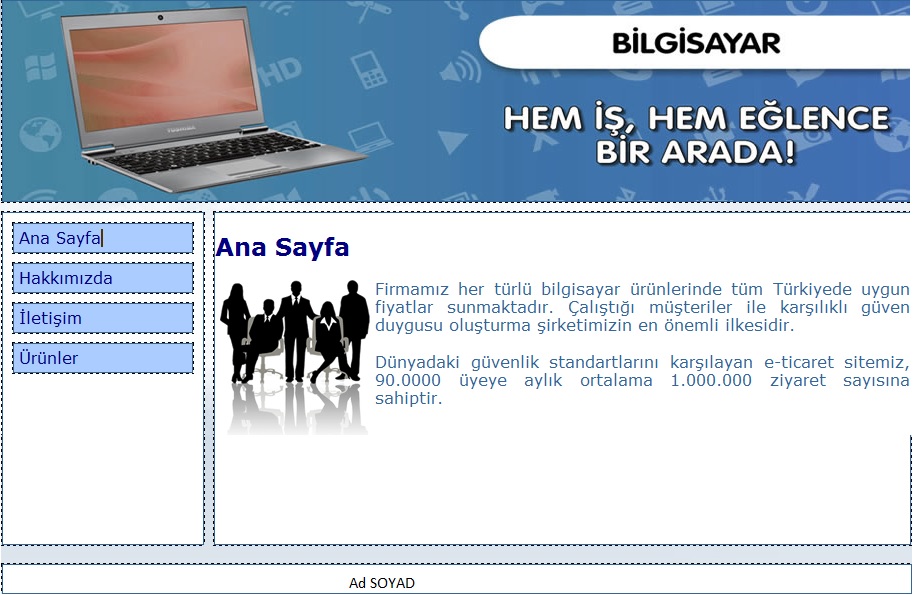 BİLGİSAYAR
HD
TOSHIBA
HEM İŞ, HEM EĞLENCE
BİR ARADA!
Ana Sayfa
Hakkımızda
İletişim
Ürünler
Ana Sayfa
Firmamız her türlü bilgisayar ürünlerinde tüm Türkiyede uygun
fiyatlar sunmaktadır. Çalıştığı müşteriler ile karşılıklı güven
duygusu oluşturma şirketimizin en önemli ilkesidir.
Dünyadaki güvenlik standartlarını karşılayan e-ticaret sitemiz,
90.0000 üyeye aylık ortalama 1.000.000 ziyaret sayısına
sahiptir.
Ad SOYAD